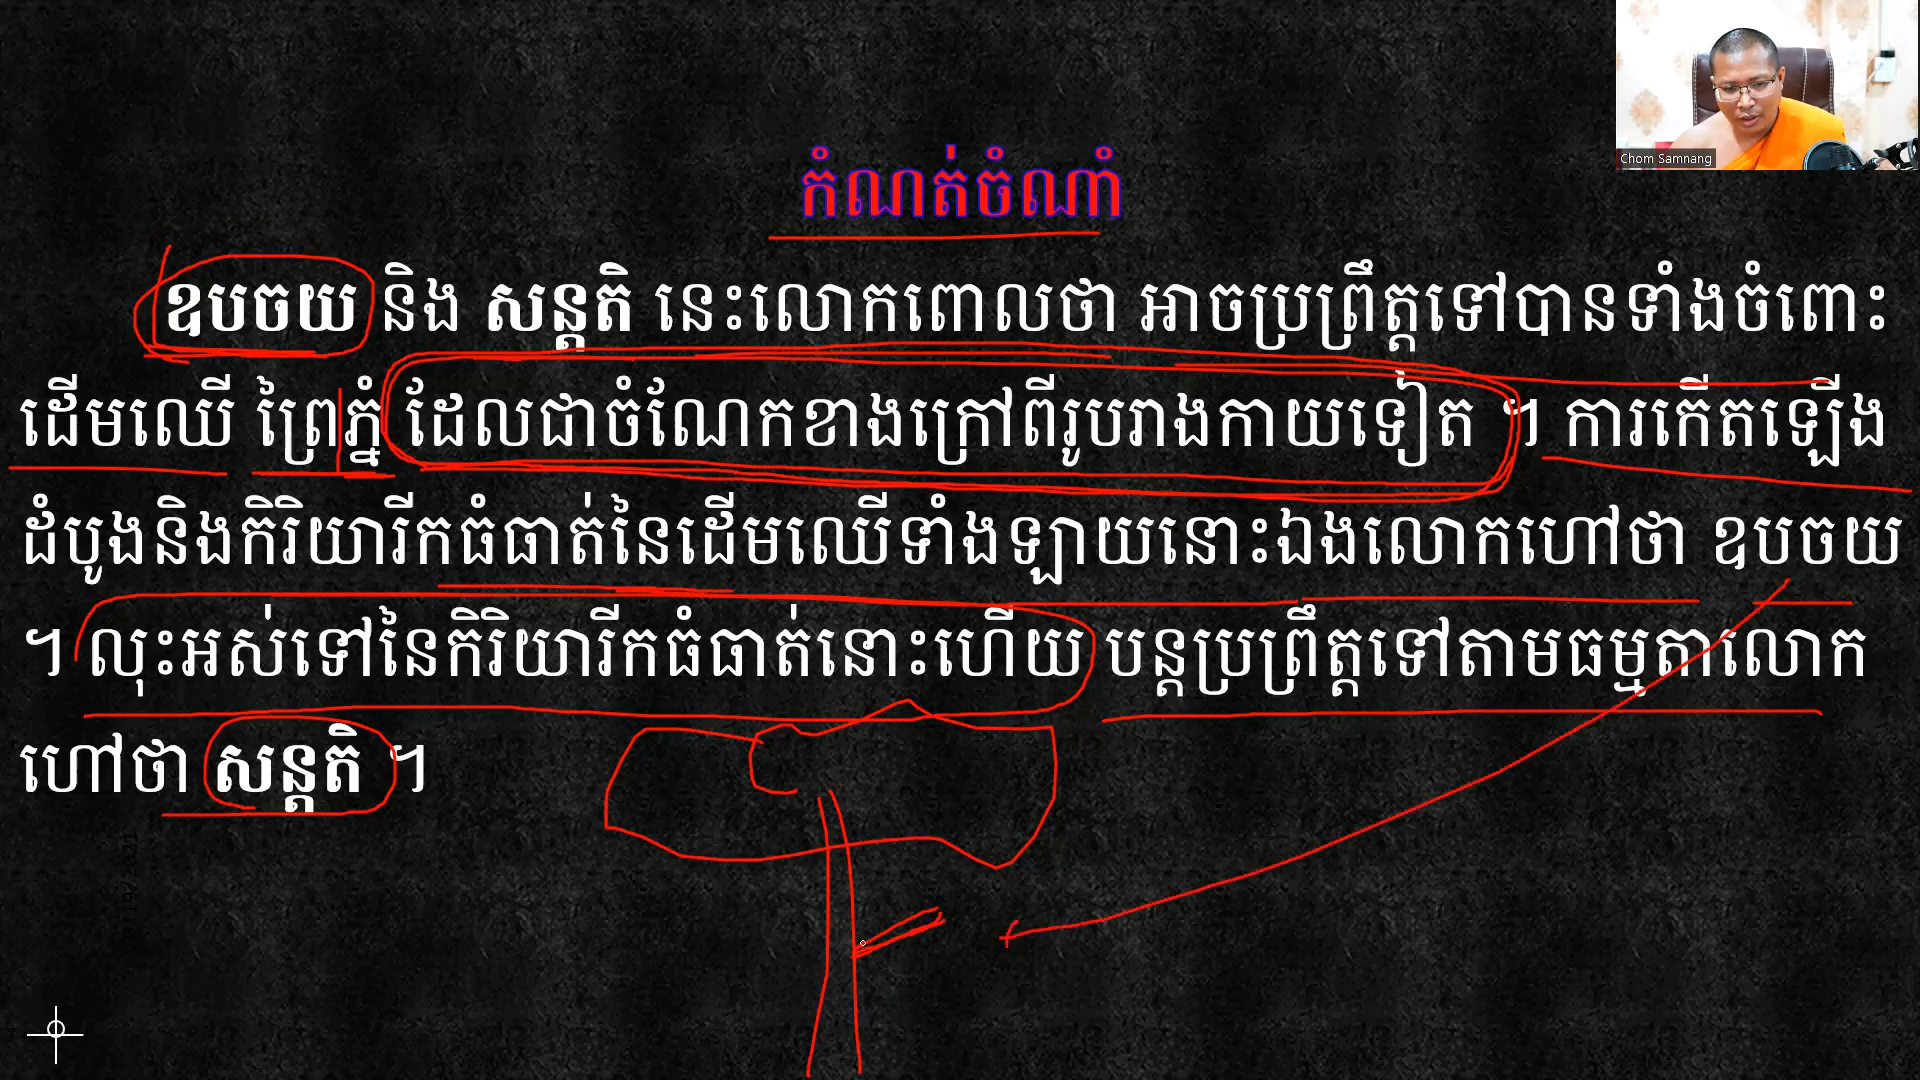 Chom Samnang
កំណត់ចំណាំ
ឧបចយ និង សន្តតិ នេះលោកពោលថា អាចប្រព្រឹត្តទៅបានទាំងចំពោះ
ដើមឈើ ព្រៃភ្នំ ដែលជាចំណែកខាងក្រៅពីរូបរាងកាយទៀត ។ ការកើតឡើង
ដំបូងនិងកិរិយារីកធំធាត់នៃដើមឈើទាំងឡាយនោះឯងលោកហៅថា ឧបចយ
។ លុះអស់ទៅនៃកិរិយារីកធំធាត់នោះហើយ បន្តប្រព្រឹត្តទៅតាមធម្មតាលោក
ហៅថា សន្តតិ ។